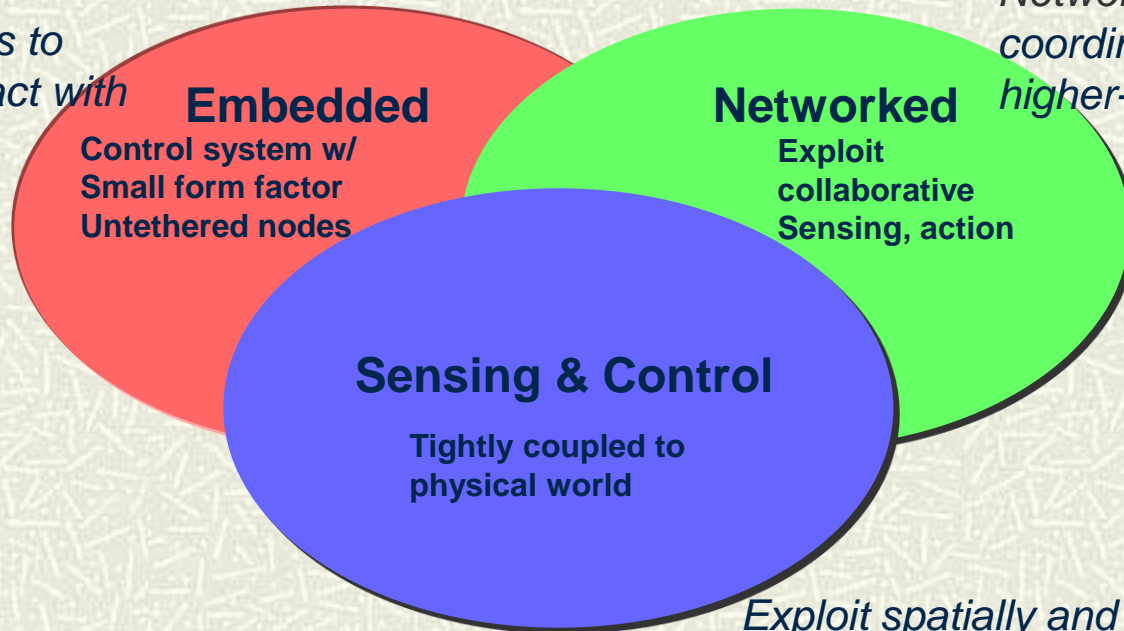 s to
act with
Embedded
Control system w/
Small form factor
Untethered nodes
Networked
Exploit
collaborative
Sensing, action
coordin
higher-
Sensing & Control
Tightly coupled to
physical world
Exploit spatially and